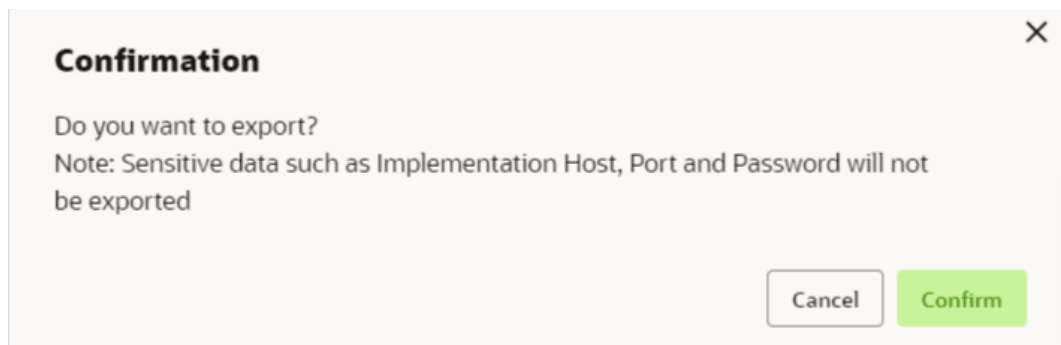 Confirmation
Do you want to export?
Note: Sensitive data such as Implementation Host, Port and Password will not
be exported
Cancel Confirm